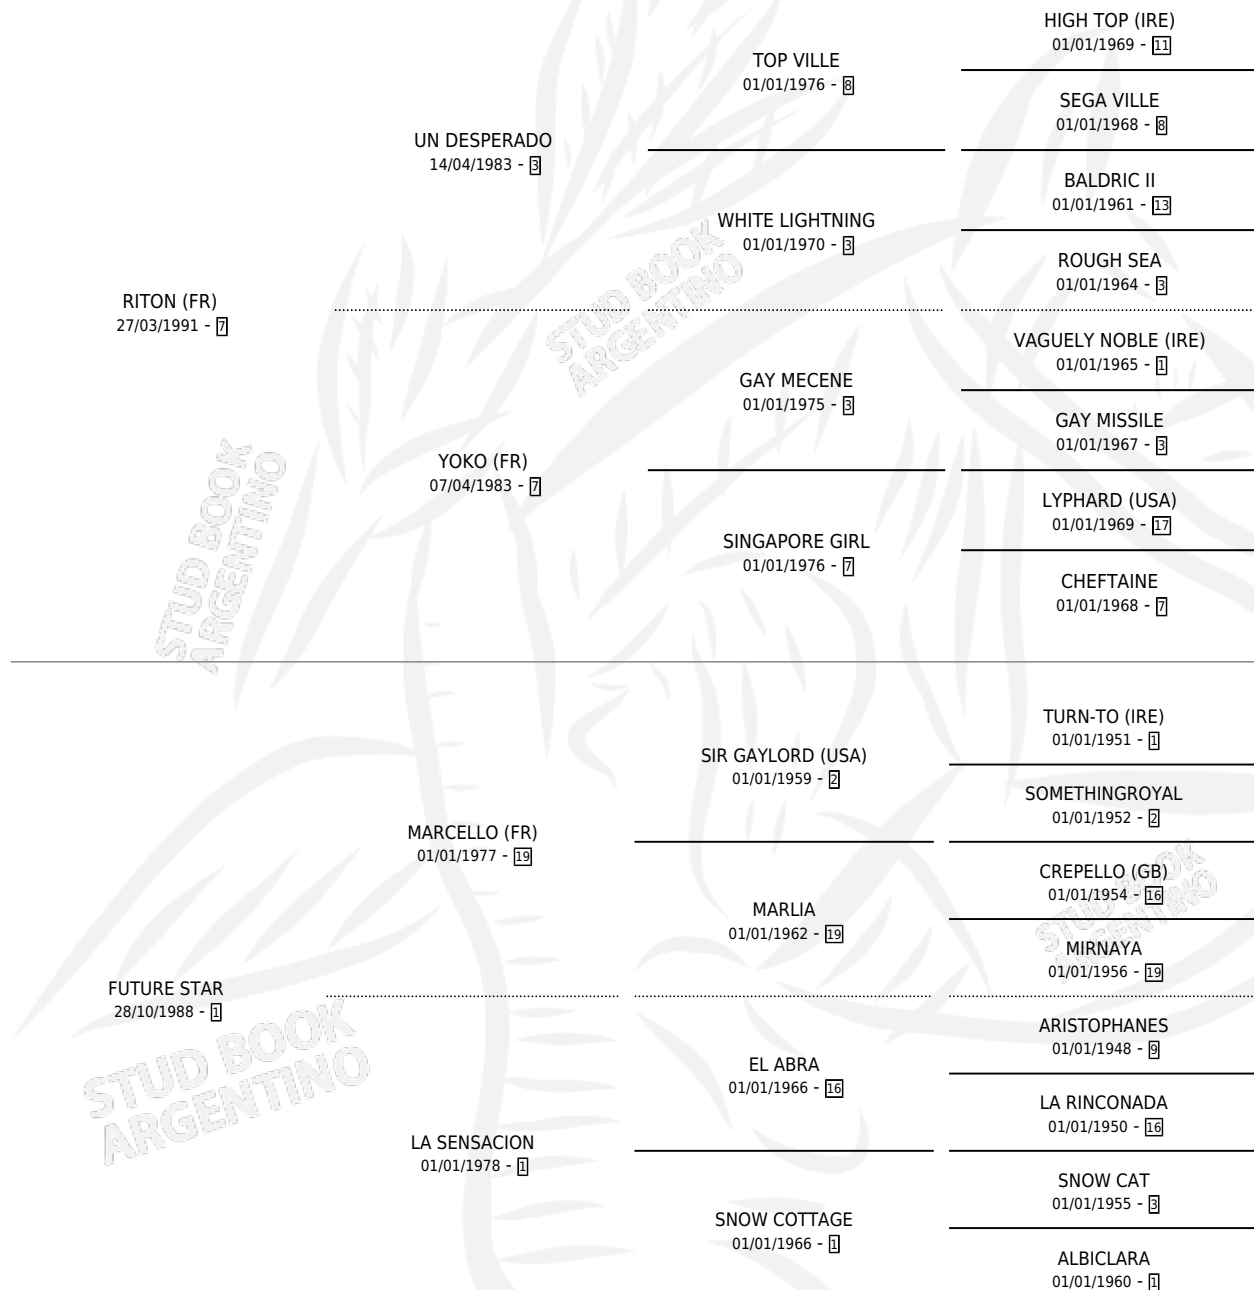 HIGH TOP (IRE)
01/01/1969 - 11
TOP VILLE
01/01/1976 - 8
SEGA VILLE
01/01/1968 - 8
UN DESPERADO
14/04/1983 - 3
BALDRIC II
01/01/1961 - 13
WHITE LIGHTNING
01/01/1970 - 3
ROUGH SEA
01/01/1964 - 3
RITON (FR)
27/03/1991 - 7
VAGUELY NOBLE (IRE)
01/01/1965 - 1
GAY MECENE
01/01/1975 - 3
GAY MISSILE
01/01/1967 - 3
YOKO (FR)
07/04/1983 - 7
LYPHARD (USA)
01/01/1969 - 17
SINGAPORE GIRL
01/01/1976 - 7
CHEFTAINE
01/01/1968 - 7
TURN-TO (IRE)
01/01/1951 - 1
SIR GAYLORD (USA)
01/01/1959 - 2
SOMETHINGROYAL
01/01/1952 - 2
MARCELLO (FR)
01/01/1977 - 19
CREPELLO (GB)
01/01/1954 - 16
MARLIA
01/01/1962 - 19
MIRNAYA
01/01/1956 - 19
FUTURE STAR
28/10/1988 - 1
ARISTOPHANES
01/01/1948 - 9
EL ABRA
01/01/1966 - 16
LA RINCONADA
01/01/1950 - 16
LA SENSACION
01/01/1978 - 1
SNOW CAT
01/01/1955 - 3
SNOW COTTAGE
01/01/1966 - 1
ALBICLARA
01/01/1960 - 1
STUD BOOK
ARGENTINO
STUD BOOK
ARGENTINO
STUD BOOK
ARGENTINO
STUD BOOK
ARGENTINO